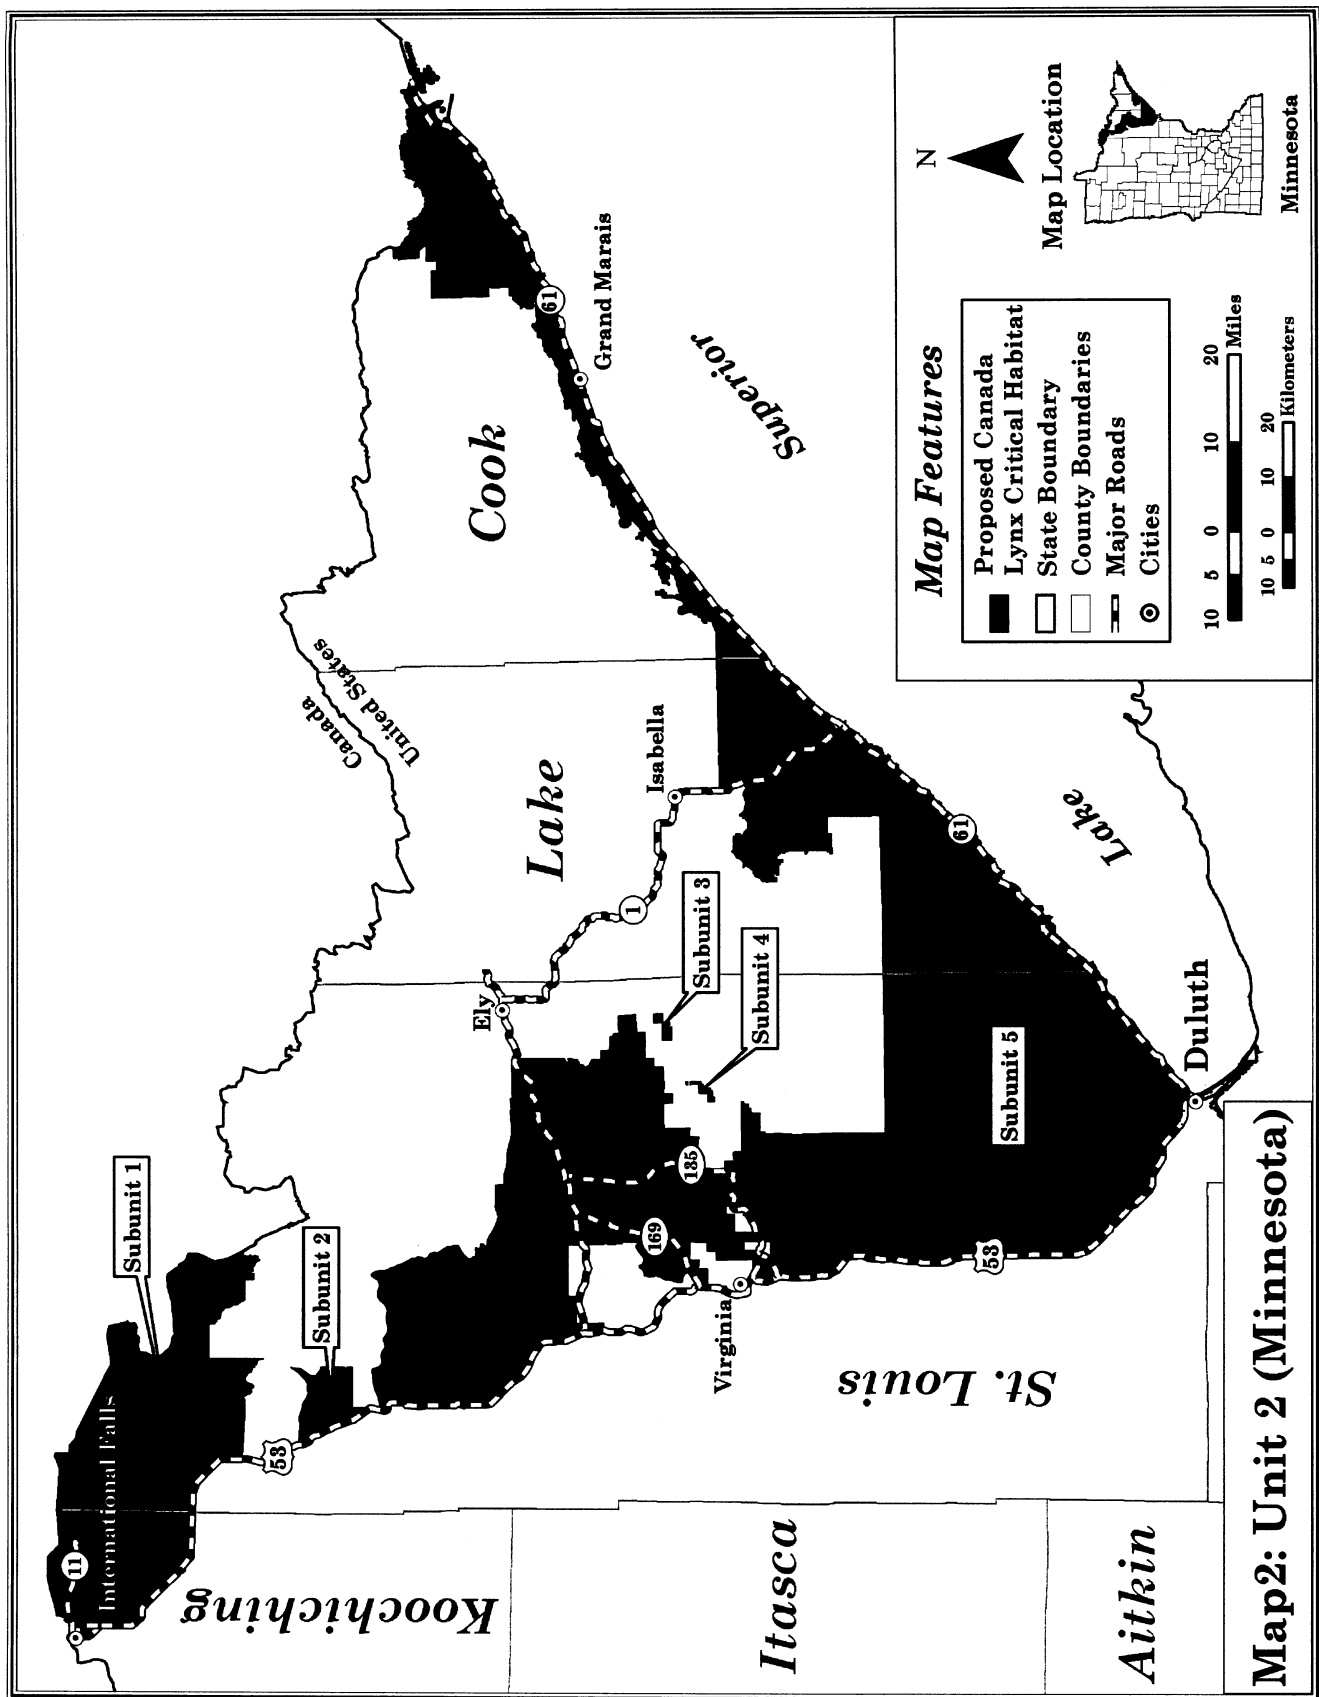 Canada
United States
Cook
Lake
Koochiching
Itasca
Aitkin
St. Louis
International Falls
Ely
Isabella
Grand Marais
Virginia
Duluth
Lake
Superior
11
53
1
169
135
53
61
61
Subunit 1
Subunit 2
Subunit 3
Subunit 4
Subunit 5
N
Map Location
Minnesota
Map Features
Proposed Canada
Lynx Critical Habitat
State Boundary
County Boundaries
Major Roads
Cities
10 5 0 10 20
Miles
10 5 0 10 20
Kilometers
Map2: Unit 2 (Minnesota)